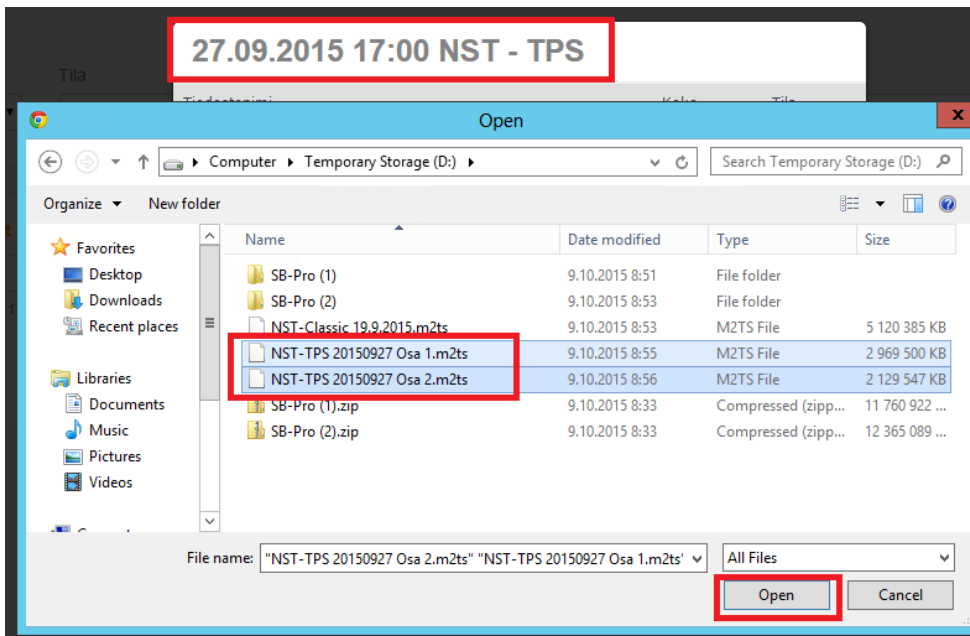 27.09.2015 17:00 NST - TPS
Tila
Tiedostonimi Koko Tila
Open x
Computer Temporary Storage (D:) Search Temporary Storage (D:)
Organize New folder
Name Date modified Type Size
Favorites
Desktop
Downloads
Recent places
Libraries
Documents
Music
Pictures
Videos
SB-Pro (1) 9.10.2015 8:51 File folder
SB-Pro (2) 9.10.2015 8:53 File folder
NST-Classic 19.9.2015.m2ts 9.10.2015 8:53 M2TS File 5 120 385 KB
NST-TPS 20150927 Osa 1.m2ts 9.10.2015 8:55 M2TS File 2 969 500 KB
NST-TPS 20150927 Osa 2.m2ts 9.10.2015 8:56 M2TS File 2 129 547 KB
SB-Pro (1).zip 9.10.2015 8:33 Compressed (zipp... 11 760 922 ...
SB-Pro (2).zip 9.10.2015 8:33 Compressed (zipp... 12 365 089 ...
File name: "NST-TPS 20150927 Osa 2.m2ts" "NST-TPS 20150927 Osa 1.m2ts" All Files
Open Cancel